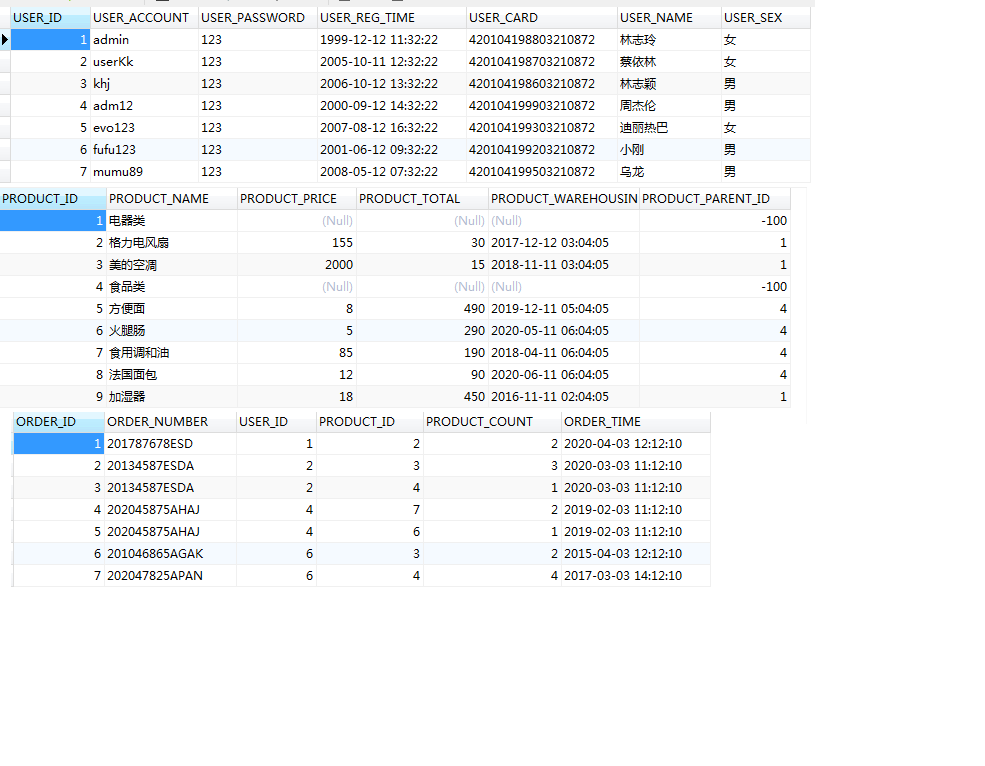 USER_ID USER_ACCOUNT USER_PASSWORD USER_REG_TIME USER_CARD USER_NAME USER_SEX
1 admin 123 1999-12-12 11:32:22 420104198803210872 林志玲 女
2 userKk 123 2005-10-11 12:32:22 420104198703210872 蔡依林 女
3 khj 123 2006-10-12 13:32:22 420104198603210872 林志颖 男
4 adm12 123 2000-09-12 14:32:22 420104199903210872 周杰伦 男
5 evo123 123 2007-08-12 16:32:22 420104199303210872 迪丽热巴 女
6 fufu123 123 2001-06-12 09:32:22 420104199203210872 小刚 男
7 mumu89 123 2008-05-12 07:32:22 420104199503210872 乌龙 男
PRODUCT_ID PRODUCT_NAME PRODUCT_PRICE PRODUCT_TOTAL PRODUCT_WAREHOUSIN PRODUCT_PARENT_ID
1 电器类 (Null) (Null) (Null) -100
2 格力电风扇 155 30 2017-12-12 03:04:05 1
3 美的空凋 2000 15 2018-11-11 03:04:05 1
4 食品类 (Null) (Null) (Null) -100
5 方便面 8 490 2019-12-11 05:04:05 4
6 火腿肠 5 290 2020-05-11 06:04:05 4
7 食用调和油 85 190 2018-04-11 06:04:05 4
8 法国面包 12 90 2020-06-11 06:04:05 4
9 加湿器 18 450 2016-11-11 02:04:05 1
ORDER_ID ORDER_NUMBER USER_ID PRODUCT_ID PRODUCT_COUNT ORDER_TIME
1 201787678ESD 1 2 2 2020-04-03 12:12:10
2 20134587ESDA 2 3 3 2020-03-03 11:12:10
3 20134587ESDA 2 4 1 2020-03-03 11:12:10
4 202045875AHAJ 4 7 2 2019-02-03 11:12:10
5 202045875AHAJ 4 6 1 2019-02-03 11:12:10
6 201046865AGAK 6 3 2 2015-04-03 12:12:10
7 202047825APAN 6 4 4 2017-03-03 14:12:10